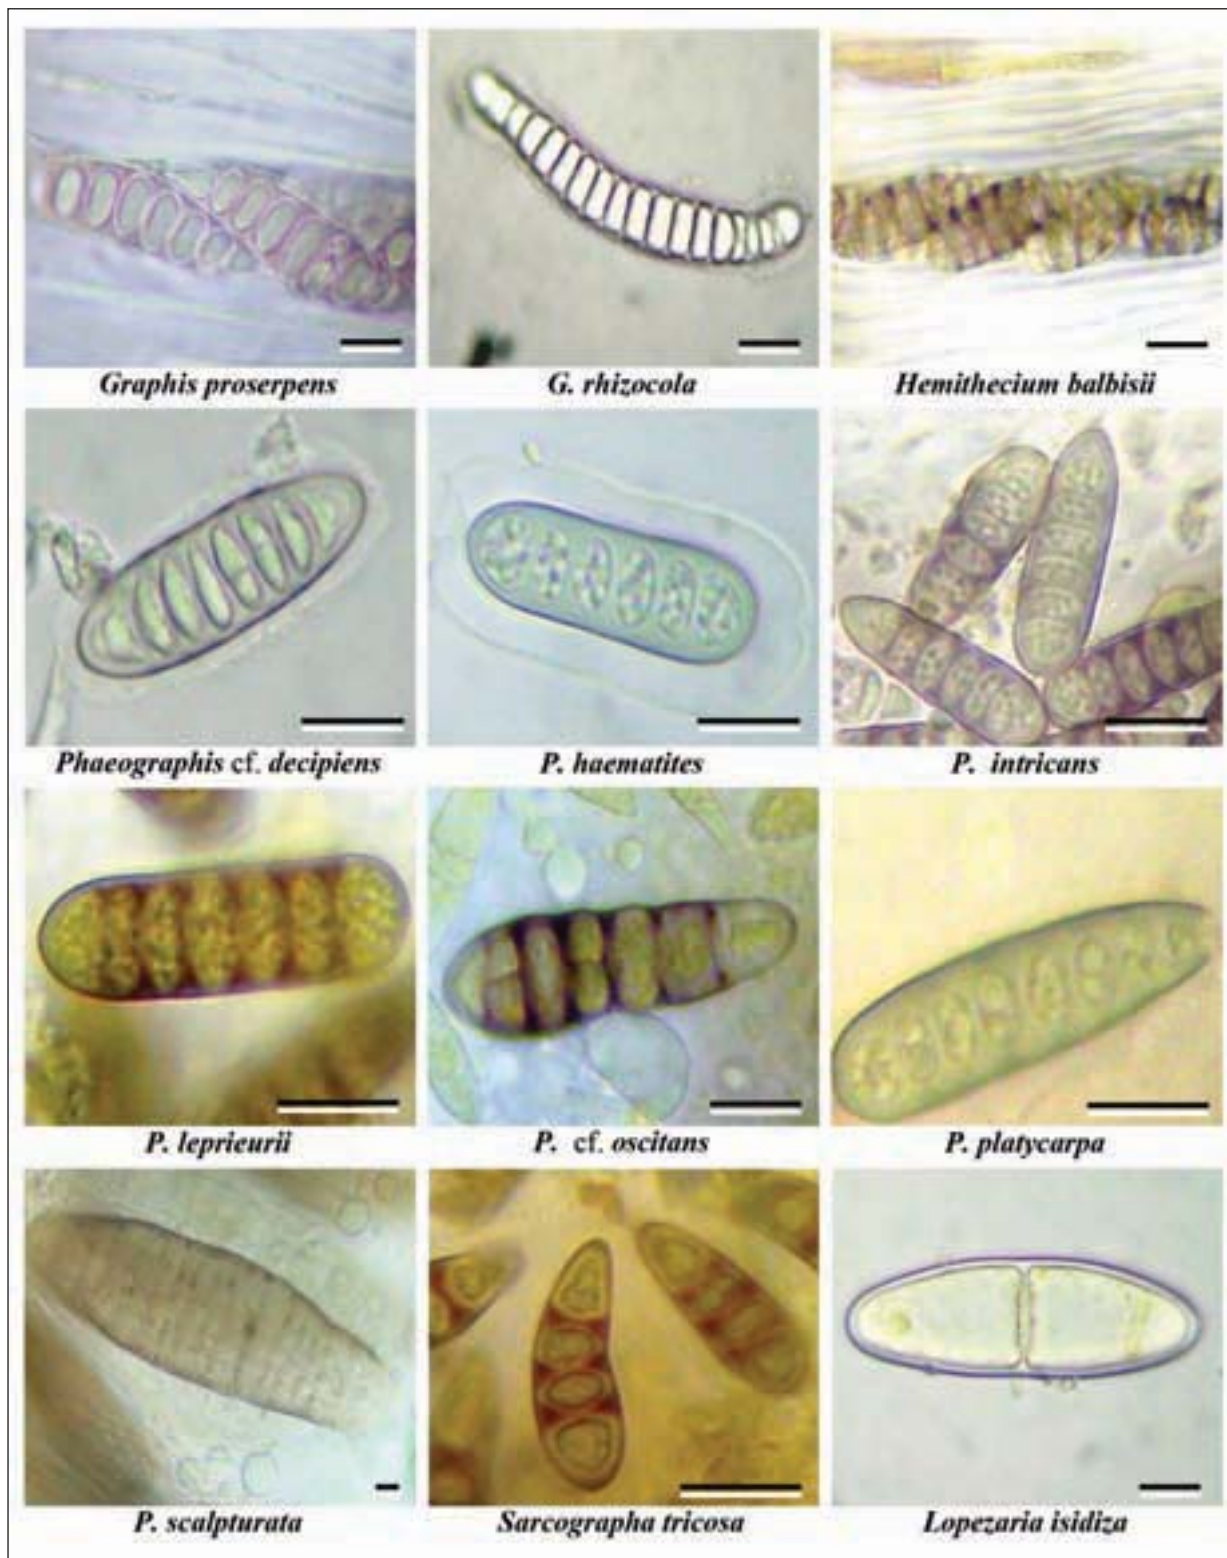 Graphis proserpens
G. rhizocola
Hemithecium balbisii
Phaeographis cf. decipiens
P. haematites
P. intricans
P. leprieurii
P. cf. oscitans
P. platycarpa
P. scalpturata
Sarcographa tricosa
Lopezaria isidiza